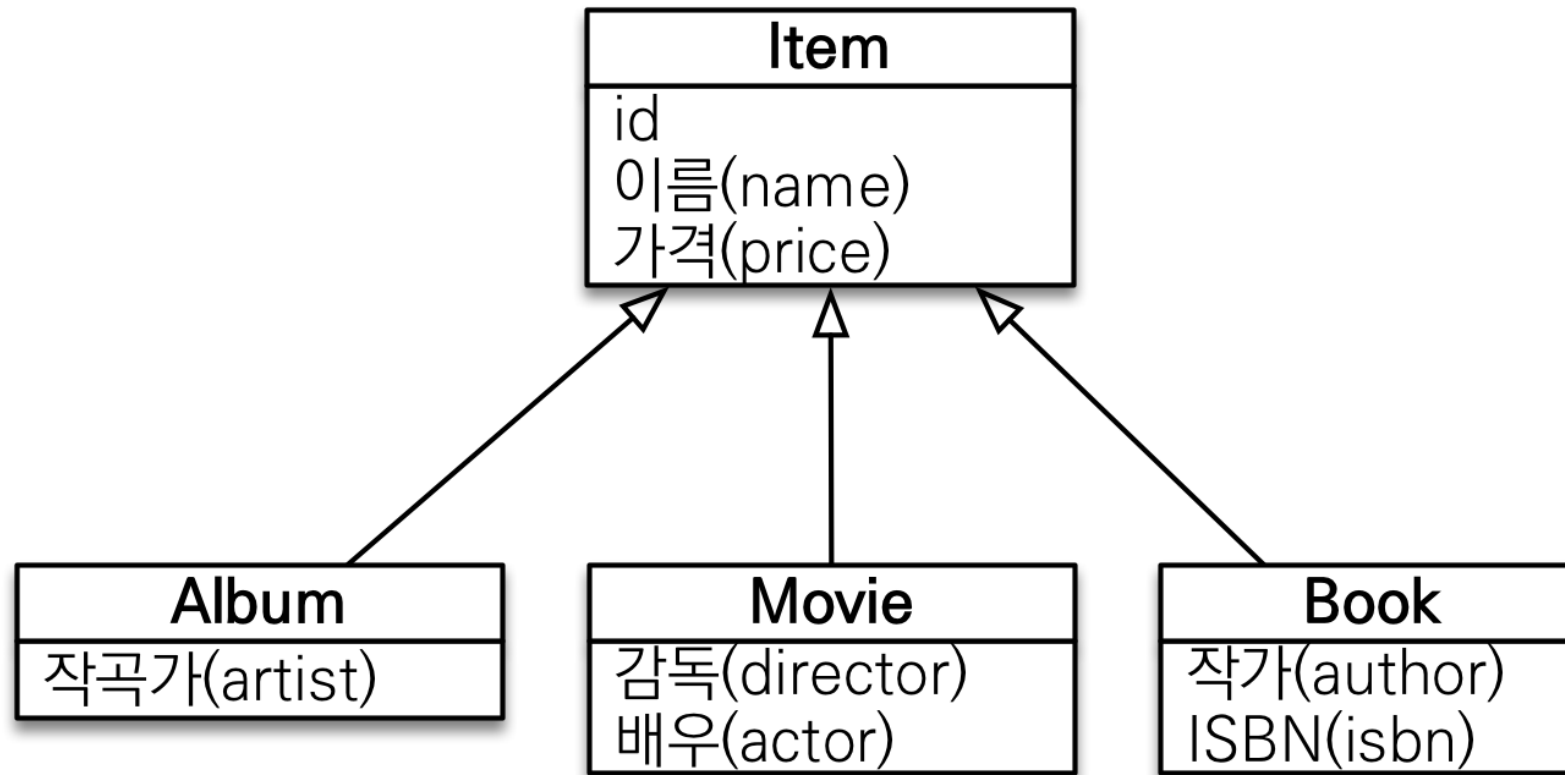 Item
id
이름(name)
가격(price)
Album
작곡가(artist)
Movie
감독(director)
배우(actor)
Book
작가(author)
ISBN(isbn)